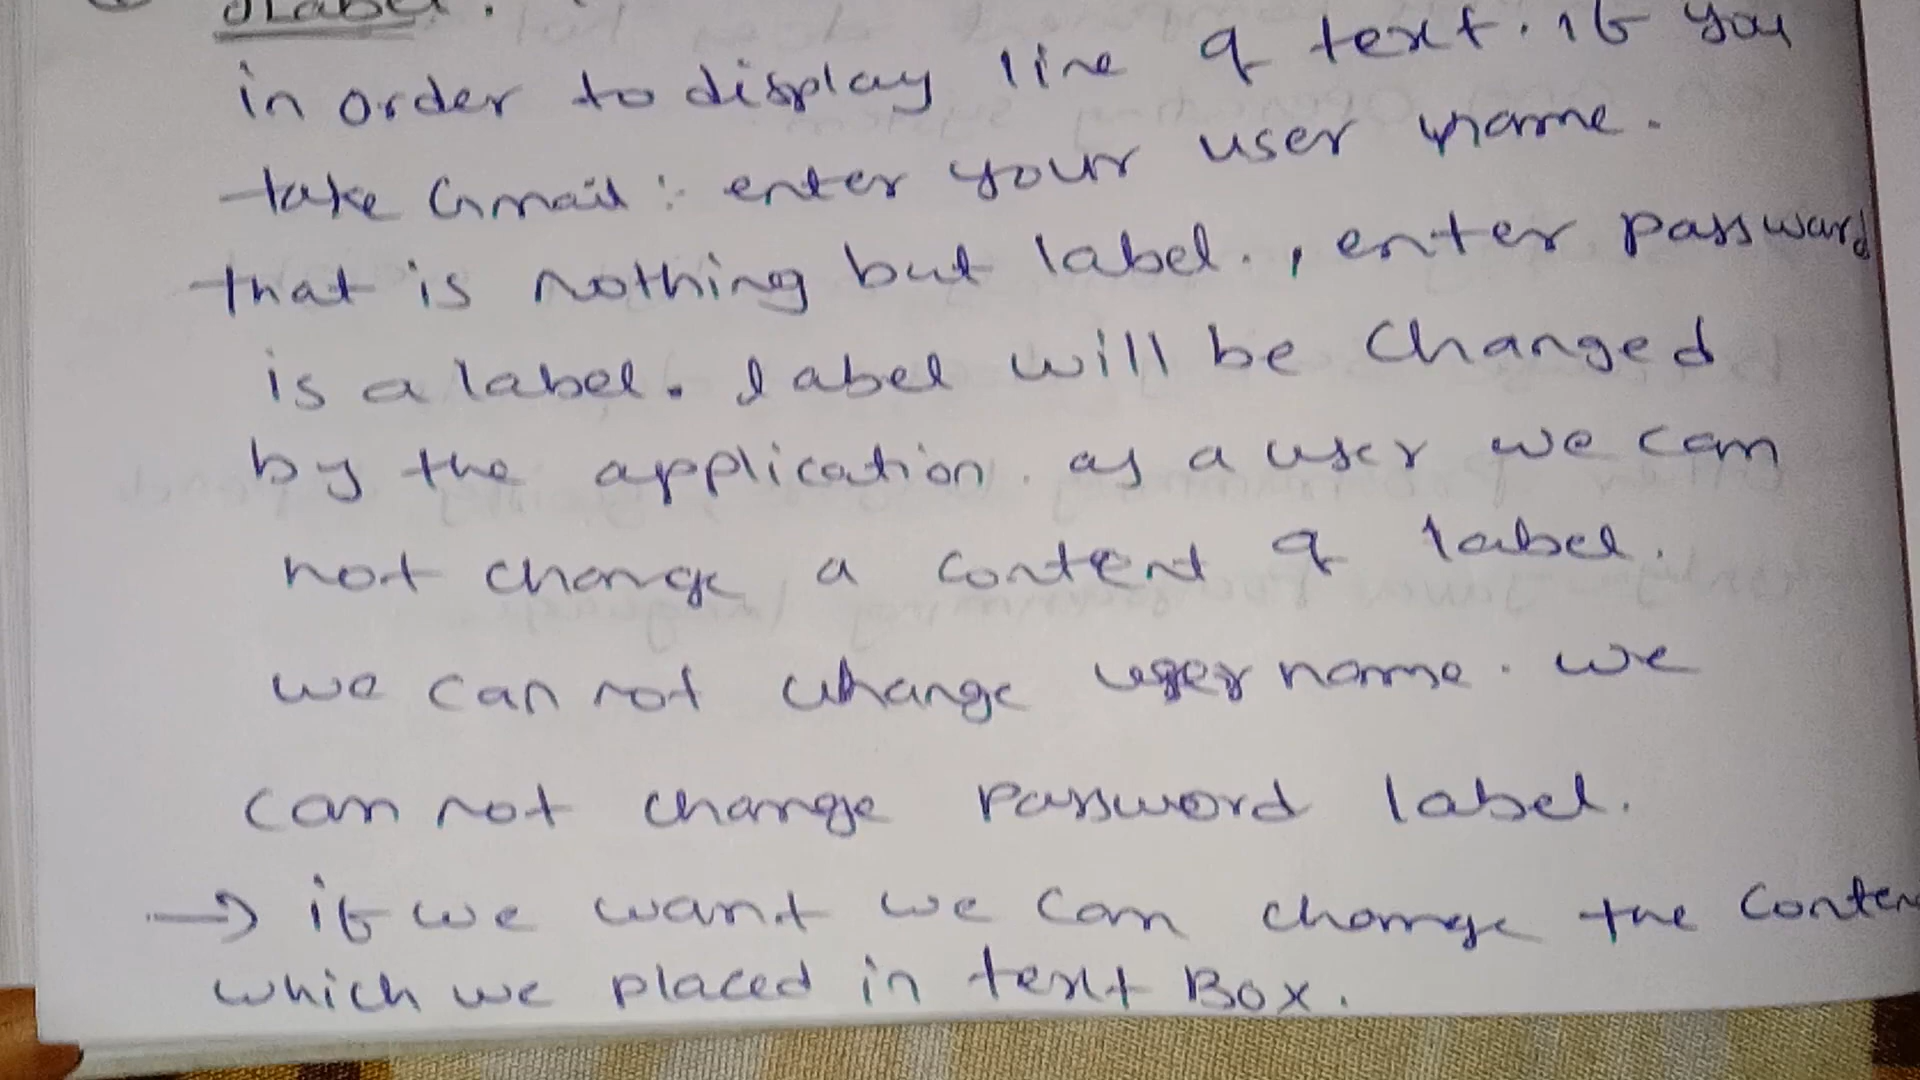 JLabel :
in order to display line of text. if you
take Gmail : enter your user name.
that is nothing but label. , enter password
is a label. label will be changed
by the application. as a user we can
not change a content of label.
we can not change user name. we
can not change password label.
→ if we want we can change the conten
which we placed in text Box.